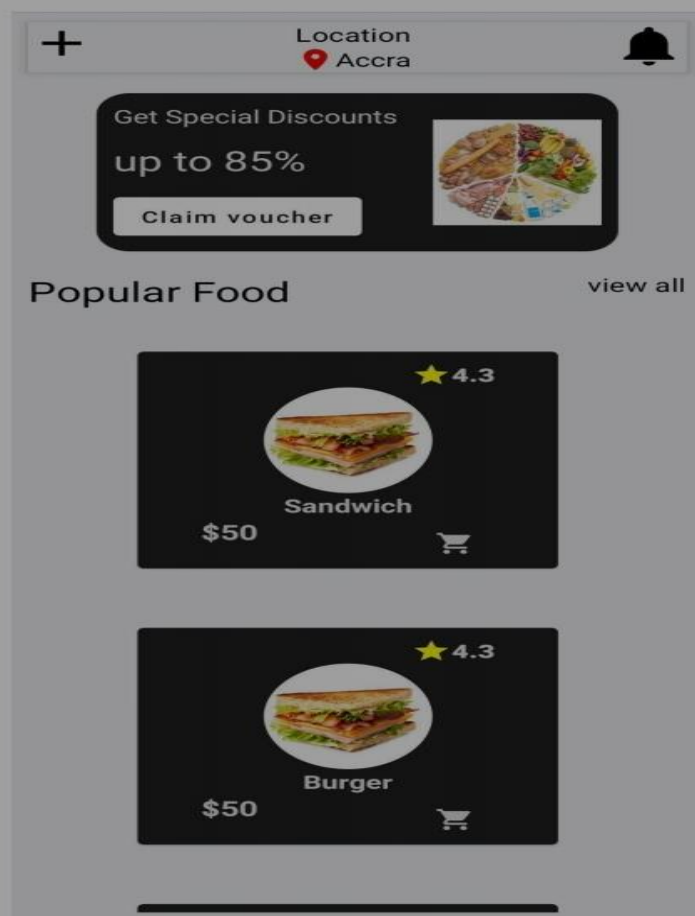 Location
Accra
Get Special Discounts
up to 85%
Claim voucher
Popular Food
view all
4.3
Sandwich
$50
4.3
Burger
$50